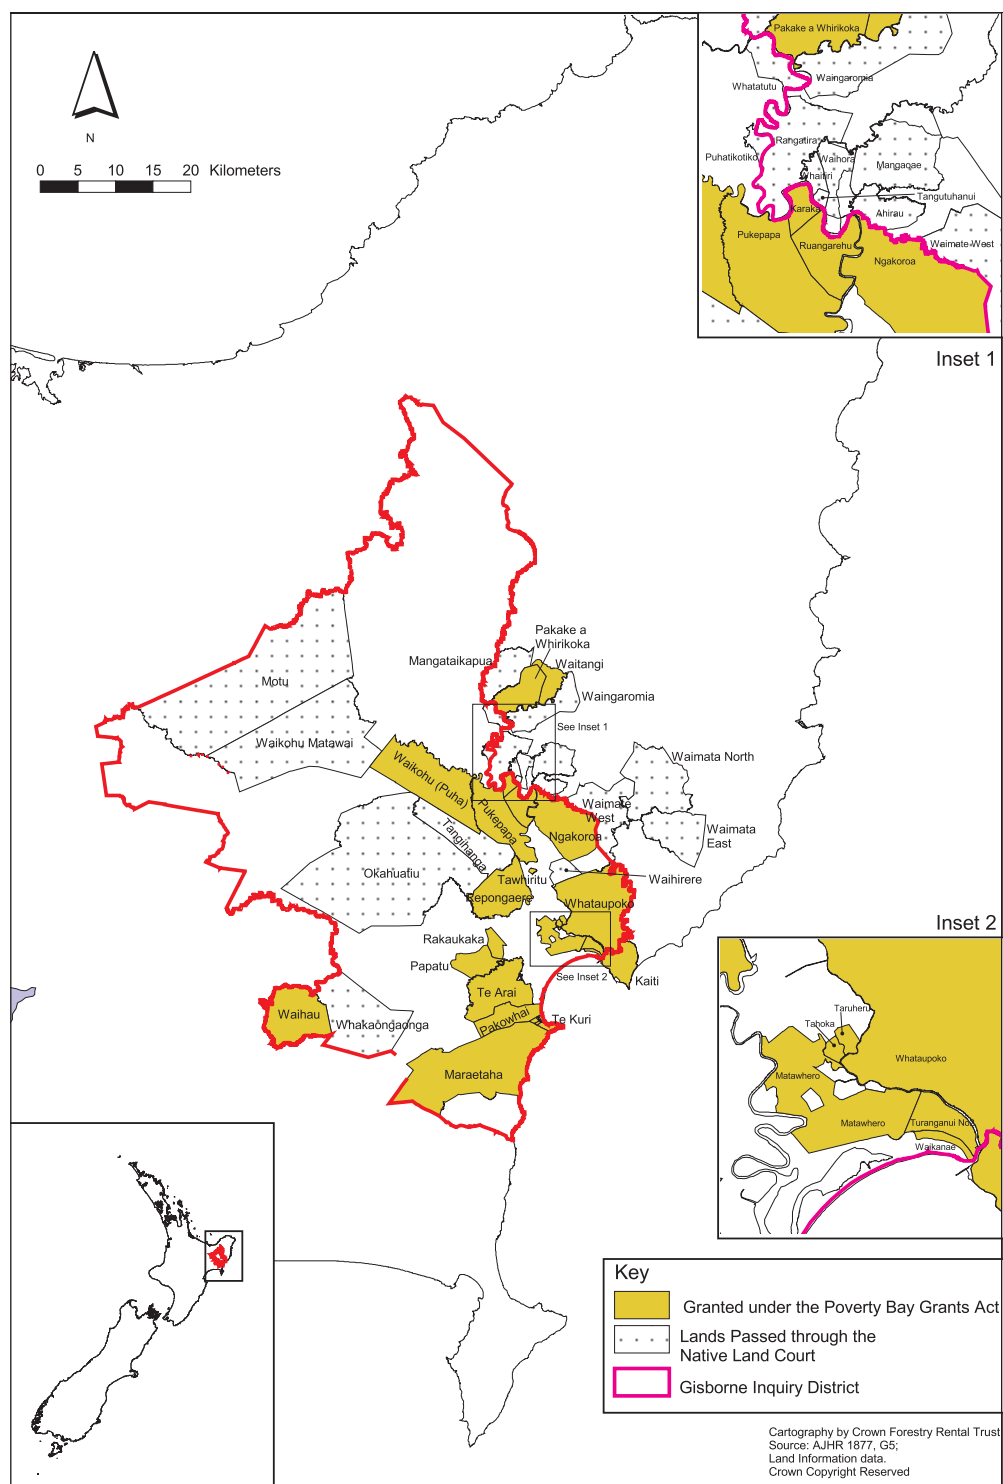 N
0 5 10 15 20 Kilometers
Pakake a Whirikoka
Waingaromia
Whatatutu
Rangatira
Waihora
Puhatikotiko
Mangaoae
Whaitiri
Tangutuhanui
Karaka
Ahirau
Pukepapa
Ruangarehu
Waimate West
Ngakoroa
Inset 1
Pakake a
Whirikoka
Mangataikapua
Waitangi
Motu
Waingaromia
See Inset 1
Waikohu Matawai
Waimata North
Waikohu (Puha)
Pukepapa
Waimate
West
Waimata
East
Tangihanga
Ngakoroa
Okahuatiu
Tawhiritu
Waihirere
Repongaere
Whataupoko
Rakaukaka
Papatu
See Inset 2
Kaiti
Te Arai
Waihau
Whakaongaonga
Pakowhai
Te Kuri
Maraetaha
Inset 2
Taruheru
Tahoka
Whataupoko
Matawhero
Matawhero
Turanganui No2
Waikanae
Key
Granted under the Poverty Bay Grants Act
Lands Passed through the
Native Land Court
Gisborne Inquiry District
Cartography by Crown Forestry Rental Trust
Source: AJHR 1877, G5;
Land Information data.
Crown Copyright Reserved